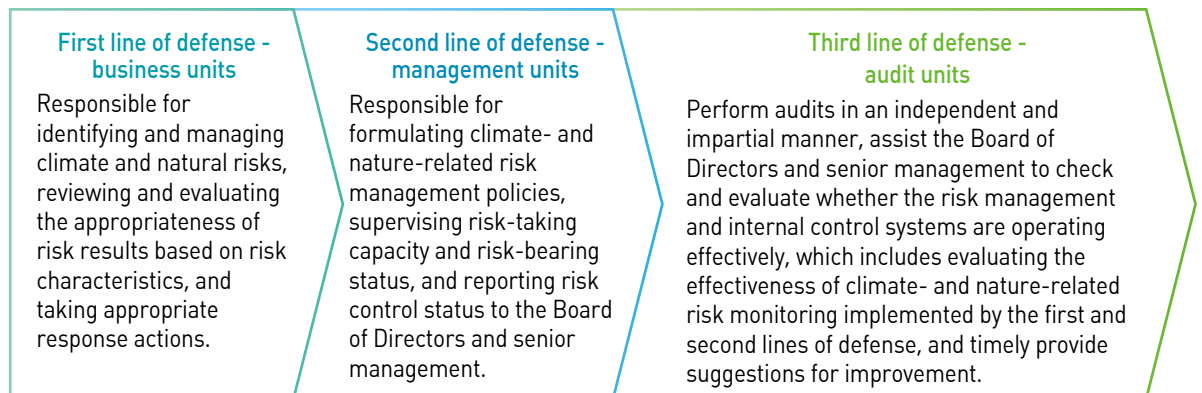 First line of defense -
business units
Responsible for
identifying and managing
climate and natural risks,
reviewing and evaluating
the appropriateness of
risk results based on risk
characteristics, and
taking appropriate
response actions.
Second line of defense -
management units
Responsible for
formulating climate- and
nature-related risk
management policies,
supervising risk-taking
capacity and risk-bearing
status, and reporting risk
control status to the Board
of Directors and senior
management.
Third line of defense -
audit units
Perform audits in an independent and
impartial manner, assist the Board of
Directors and senior management to check
and evaluate whether the risk management
and internal control systems are operating
effectively, which includes evaluating the
effectiveness of climate- and nature-related
risk monitoring implemented by the first and
second lines of defense, and timely provide
suggestions for improvement.